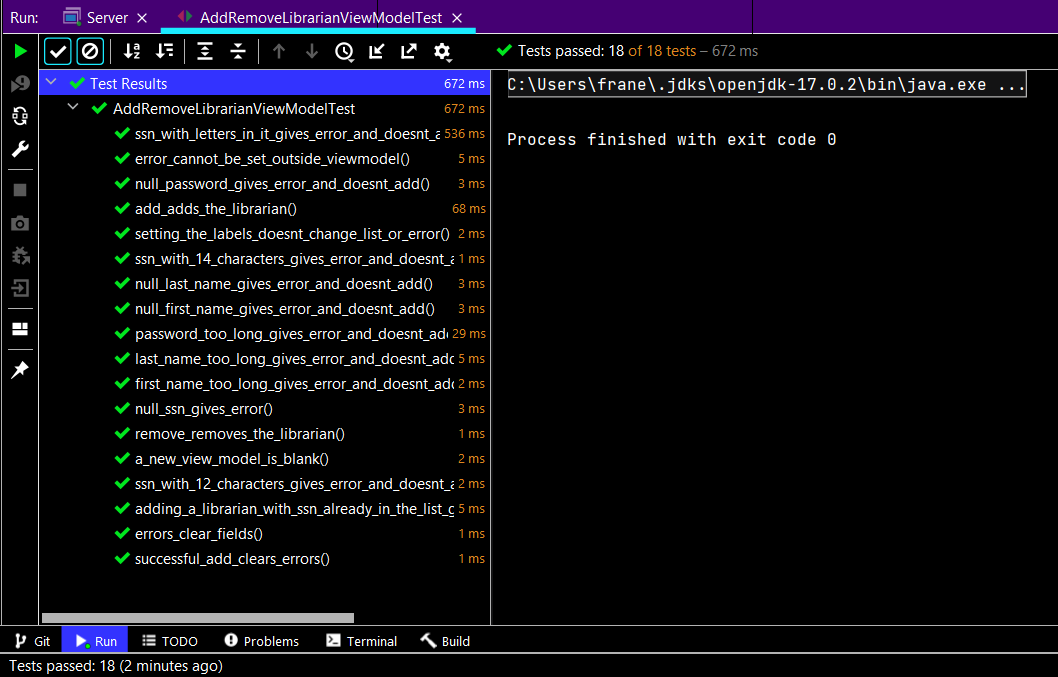 Run: Server AddRemoveLibrarianViewModelTest
Tests passed: 18 of 18 tests – 672 ms
Test Results 672 ms
AddRemoveLibrarianViewModelTest 672 ms
ssn_with_letters_in_it_gives_error_and_doesnt_a 536 ms
error_cannot_be_set_outside_viewmodel() 5 ms
null_password_gives_error_and_doesnt_add() 3 ms
add_adds_the_librarian() 68 ms
setting_the_labels_doesnt_change_list_or_error() 2 ms
ssn_with_14_characters_gives_error_and_doesnt_a 1 ms
null_last_name_gives_error_and_doesnt_add() 3 ms
null_first_name_gives_error_and_doesnt_add() 3 ms
password_too_long_gives_error_and_doesnt_add 29 ms
last_name_too_long_gives_error_and_doesnt_add 5 ms
first_name_too_long_gives_error_and_doesnt_add 2 ms
null_ssn_gives_error() 3 ms
remove_removes_the_librarian() 1 ms
a_new_view_model_is_blank() 2 ms
ssn_with_12_characters_gives_error_and_doesnt_a 2 ms
adding_a_librarian_with_ssn_already_in_the_list_g 5 ms
errors_clear_fields() 1 ms
successful_add_clears_errors() 1 ms
C:\Users\frane\.jdks\openjdk-17.0.2\bin\java.exe ...
Process finished with exit code 0
Git Run TODO Problems Terminal Build
Tests passed: 18 (2 minutes ago)